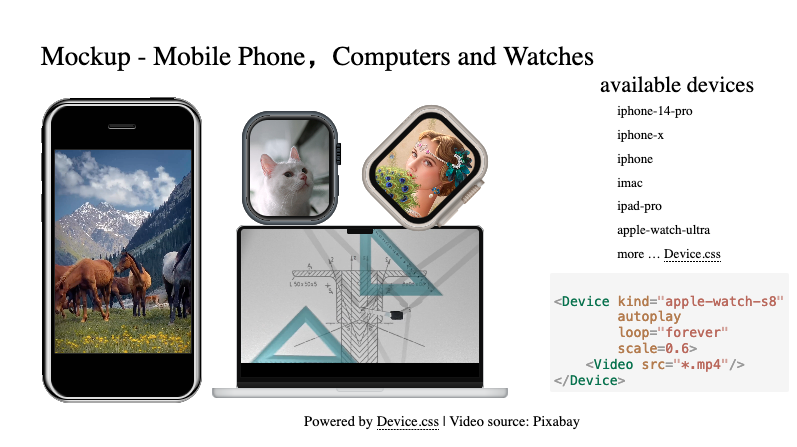 Mockup - Mobile Phone，Computers and Watches
available devices
iphone-14-pro
iphone-x
iphone
imac
ipad-pro
apple-watch-ultra
more … Device.css
<Device kind="apple-watch-s8"
autoplay
loop="forever"
scale=0.6>
<Video src="*.mp4"/>
</Device>
Powered by Device.css | Video source: Pixabay